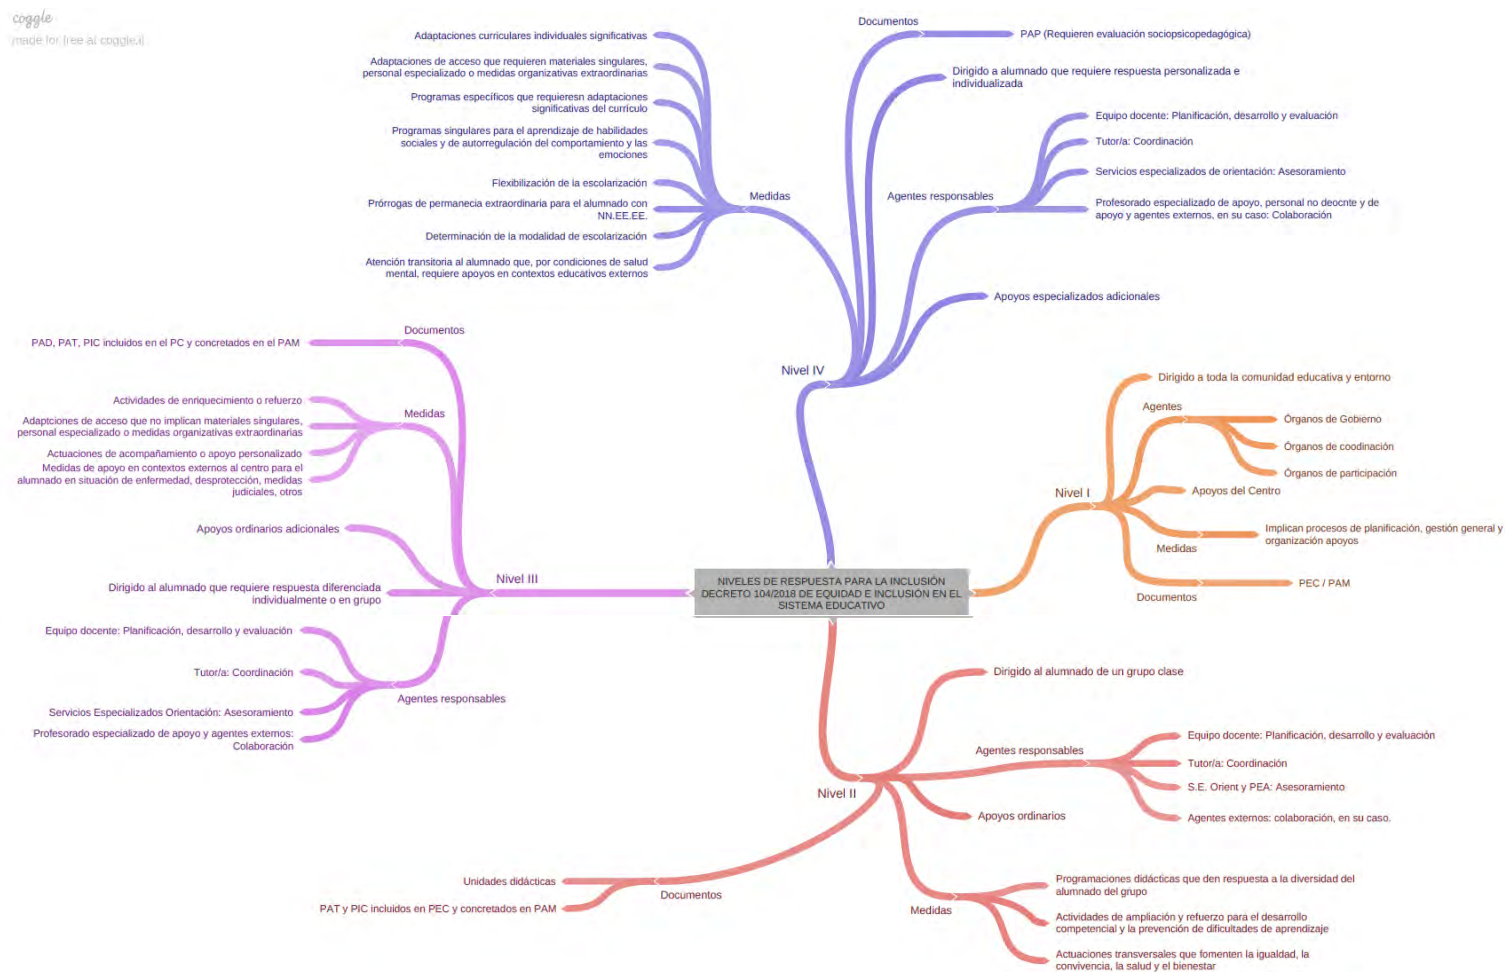 coggle
made for free at coggle.it
Documentos
PAP (Requieren evaluación sociopsicopedagógica)
Dirigido a alumnado que requiere respuesta personalizada e
individualizada
Equipo docente: Planificación, desarrollo y evaluación
Tutor/a: Coordinación
Servicios especializados de orientación: Asesoramiento
Agentes responsables
Profesorado especializado de apoyo, personal no deocnte y de
apoyo y agentes externos, en su caso: Colaboración
Apoyos especializados adicionales
Adaptaciones curriculares individuales significativas
Adaptaciones de acceso que requieren materiales singulares,
personal especializado o medidas organizativas extraordinarias
Programas específicos que requieresn adaptaciones
significativas del currículo
Programas singulares para el aprendizaje de habilidades
sociales y de autorregulación del comportamiento y las
emociones
Flexibilización de la escolarización
Medidas
Prórrogas de permanecia extraordinaria para el alumnado con
NN.EE.EE.
Determinación de la modalidad de escolarización
Atención transitoria al alumnado que, por condiciones de salud
mental, requiere apoyos en contextos educativos externos
Nivel IV
Documentos
PAD, PAT, PIC incluidos en el PC y concretados en el PAM
Actividades de enriquecimiento o refuerzo
Medidas
Adaptciones de acceso que no implican materiales singulares,
personal especializado o medidas organizativas extraordinarias
Actuaciones de acompañamiento o apoyo personalizado
Medidas de apoyo en contextos externos al centro para el
alumnado en situación de enfermedad, desprotección, medidas
judiciales, otros
Apoyos ordinarios adicionales
Nivel III
Dirigido al alumnado que requiere respuesta diferenciada
individualmente o en grupo
Equipo docente: Planificación, desarrollo y evaluación
Tutor/a: Coordinación
Agentes responsables
Servicios Especializados Orientación: Asesoramiento
Profesorado especializado de apoyo y agentes externos:
Colaboración
NIVELES DE RESPUESTA PARA LA INCLUSIÓN
DECRETO 104/2018 DE EQUIDAD E INCLUSIÓN EN EL
SISTEMA EDUCATIVO
Dirigido a toda la comunidad educativa y entorno
Agentes
Órganos de Gobierno
Órganos de coodinación
Órganos de participación
Nivel I
Apoyos del Centro
Implican procesos de planificación, gestión general y
organización apoyos
Medidas
PEC / PAM
Documentos
Dirigido al alumnado de un grupo clase
Equipo docente: Planificación, desarrollo y evaluación
Agentes responsables
Tutor/a: Coordinación
S.E. Orient y PEA: Asesoramiento
Nivel II
Apoyos ordinarios
Agentes externos: colaboración, en su caso.
Unidades didácticas
Documentos
PAT y PIC incluidos en PEC y concretados en PAM
Programaciones didácticas que den respuesta a la diversidad del
alumnado del grupo
Medidas
Actividades de ampliación y refuerzo para el desarrollo
competencial y la prevención de dificultades de aprendizaje
Actuaciones transversales que fomenten la igualdad, la
convivencia, la salud y el bienestar